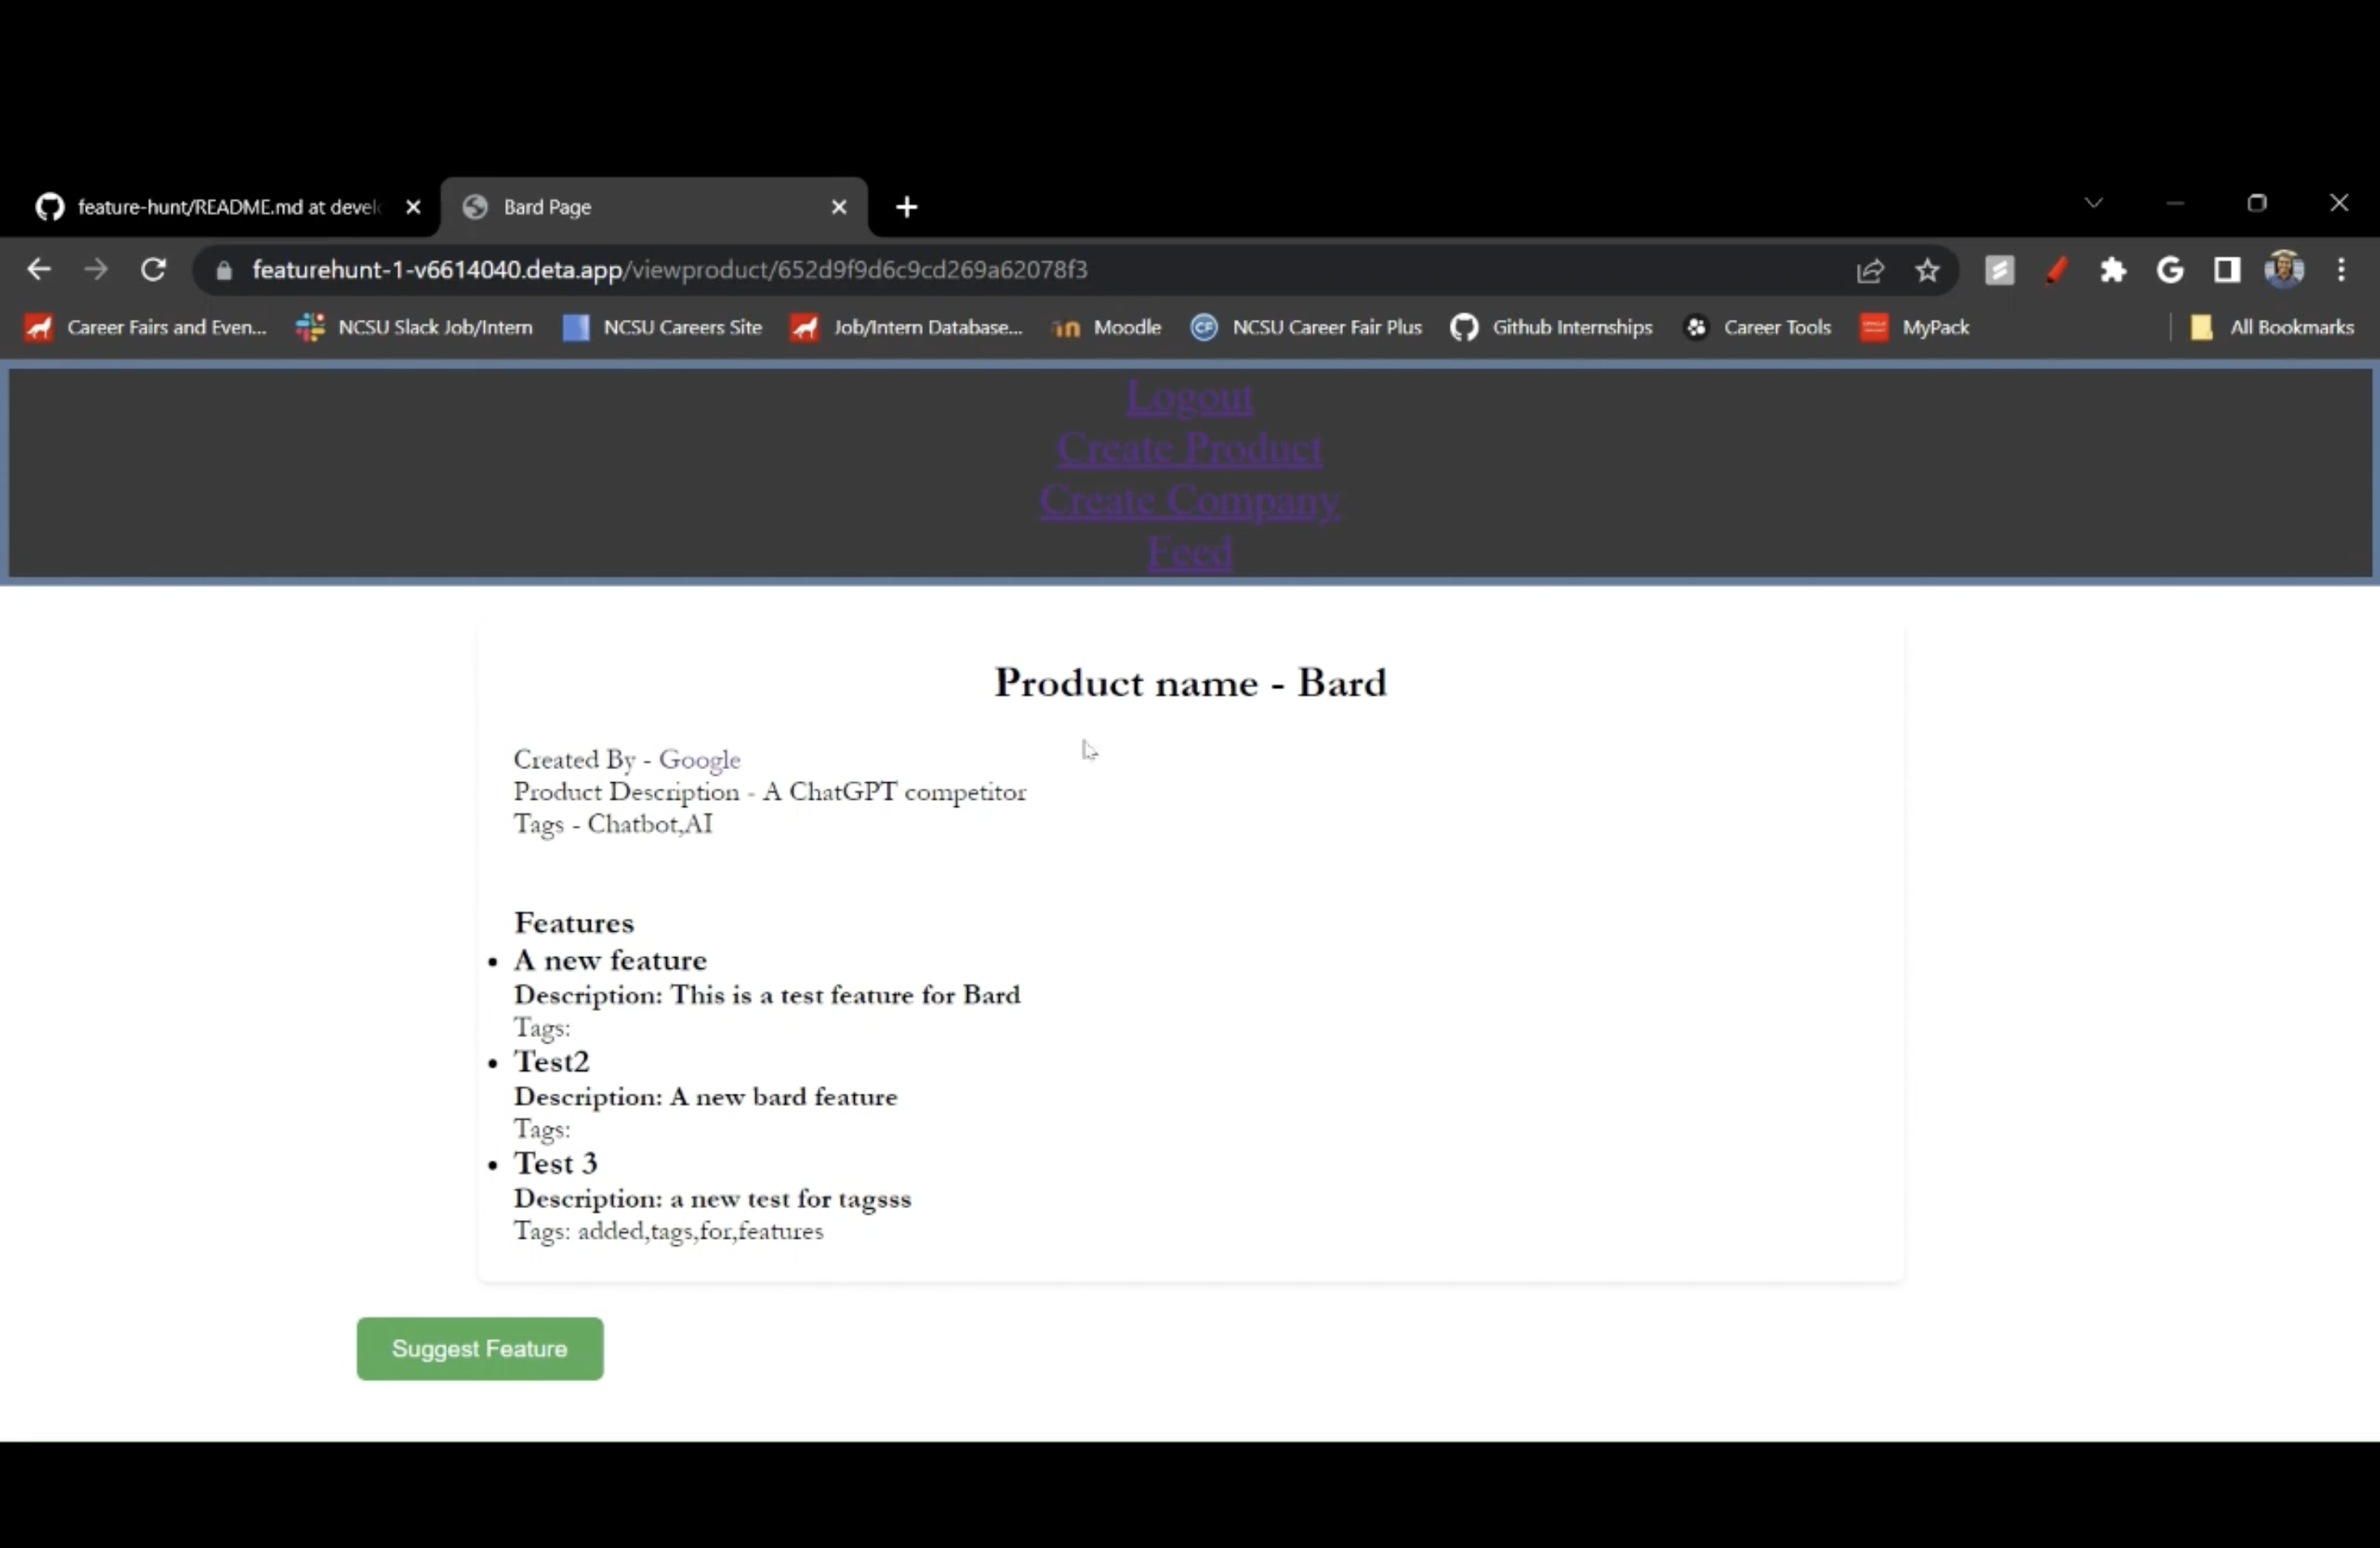 feature-hunt/README.md at devel
Bard Page
featurehunt-1-v6614040.deta.app/viewproduct/652d9f9d6c9cd269a62078f3
Career Fairs and Even...
NCSU Slack Job/Intern
NCSU Careers Site
Job/Intern Database...
Moodle
CF
NCSU Career Fair Plus
Github Internships
Career Tools
MyPack
All Bookmarks
Logout
Create Product
Create Company
Feed
Product name - Bard
Created By - Google
Product Description - A ChatGPT competitor
Tags - Chatbot,AI
Features
• A new feature
Description: This is a test feature for Bard
Tags:
• Test2
Description: A new bard feature
Tags:
• Test 3
Description: a new test for tagsss
Tags: added,tags,for,features
Suggest Feature